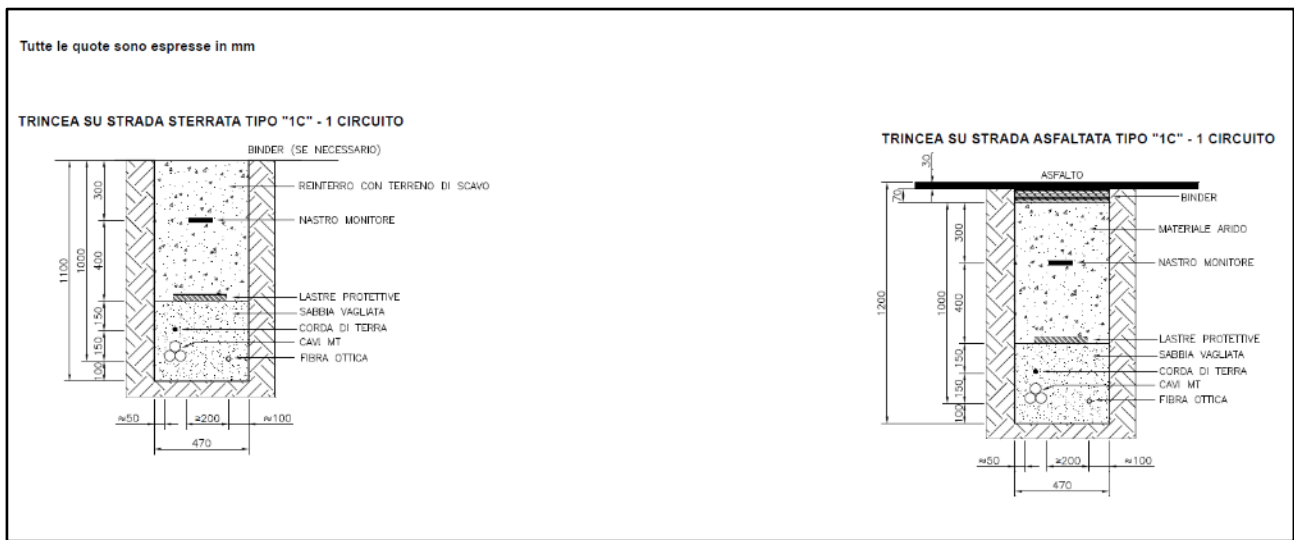 Tutte le quote sono espresse in mm
TRINCEA SU STRADA STERRATA TIPO "1C" - 1 CIRCUITO
BINDER (SE NECESSARIO)
REINTERRO CON TERRENO DI SCAVO
NASTRO MONITORE
LASTRE PROTETTIVE
SABBIA VAGLIATA
CORDA DI TERRA
CAVI MT
FIBRA OTTICA
1100
1000
300
400
150
150
100
≈50
≥200
≈100
470
TRINCEA SU STRADA ASFALTATA TIPO "1C" - 1 CIRCUITO
30
ASFALTO
70
BINDER
MATERIALE ARIDO
NASTRO MONITORE
LASTRE PROTETTIVE
SABBIA VAGLIATA
CORDA DI TERRA
CAVI MT
FIBRA OTTICA
1200
1000
300
400
150
150
100
≈50
≥200
≈100
470